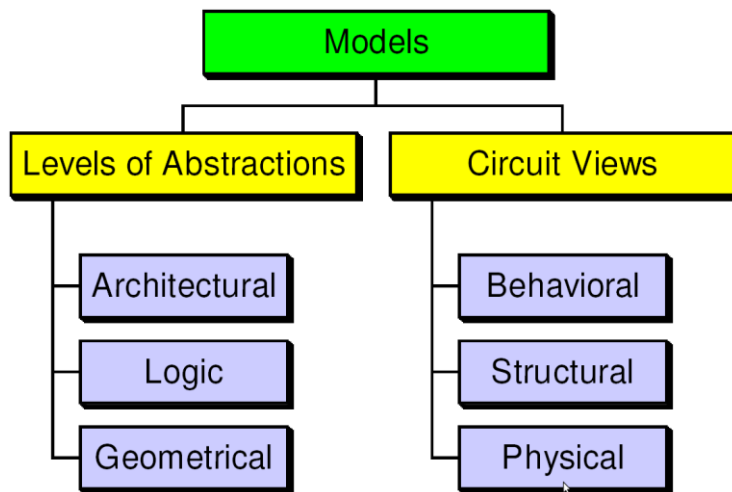 Models
Levels of Abstractions
Circuit Views
Architectural
Behavioral
Logic
Structural
Geometrical
Physical